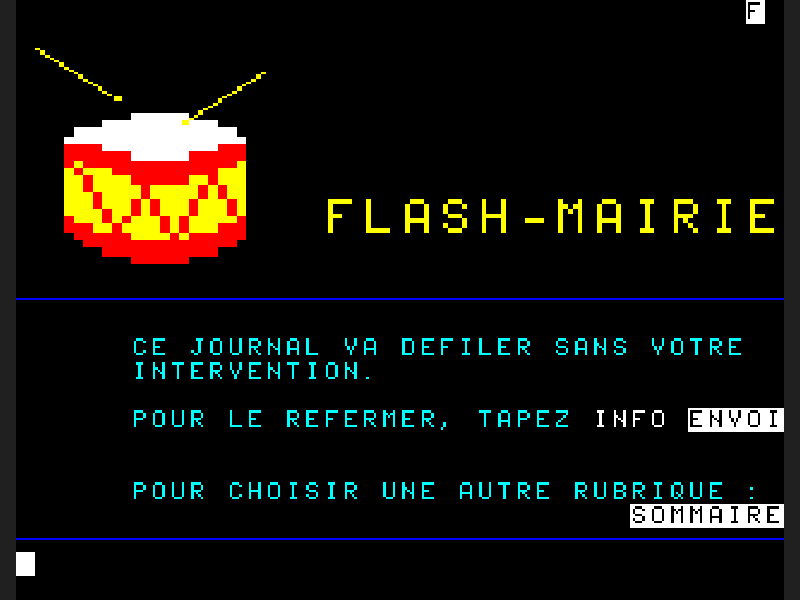 F
FLASH-MAIRIE
CE JOURNAL VA DEFILER SANS VOTRE
INTERVENTION.
POUR LE REFERMER, TAPEZ INFO ENVOI
POUR CHOISIR UNE AUTRE RUBRIQUE :
SOMMAIRE